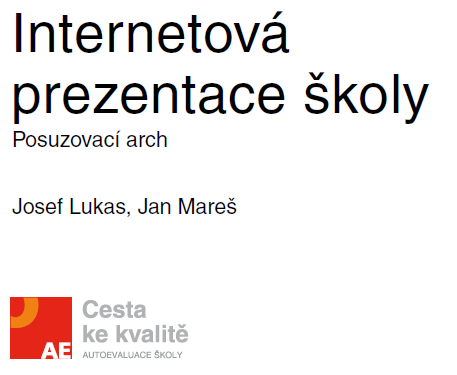 Internetová
prezentace školy
Posuzovací arch
Josef Lukas, Jan Mareš
AE
Cesta
ke kvalitě
AUTOEVALUACE ŠKOLY